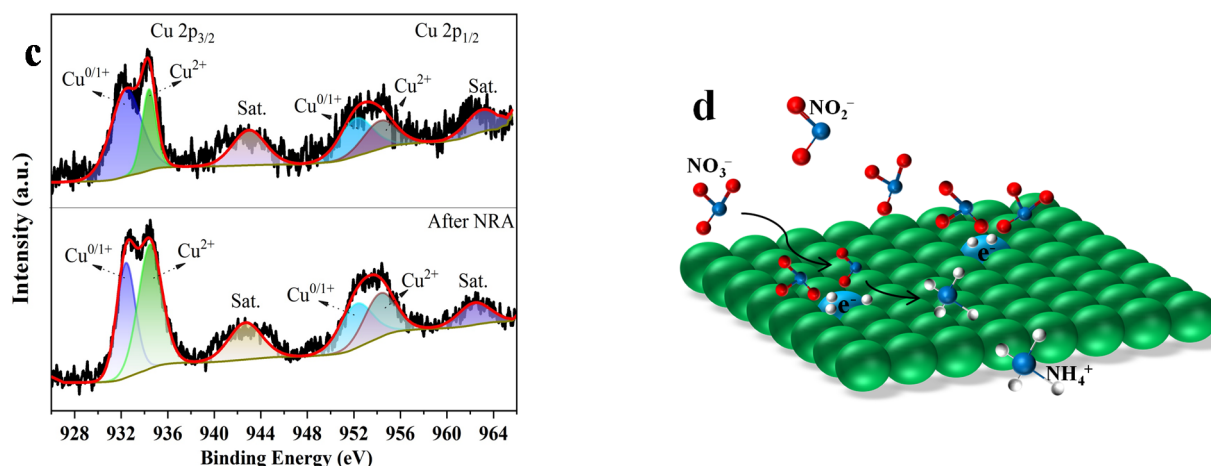 c
Cu 2p3/2
Cu 2p1/2
Cu0/1+
Cu2+
Sat.
Cu0/1+
Cu2+
Sat.
After NRA
Cu0/1+
Cu2+
Sat.
Cu0/1+
Cu2+
Sat.
Intensity (a.u.)
928 932 936 940 944 948 952 956 960 964
Binding Energy (eV)
d
NO2−
NO3−
e−
e−
NH4+